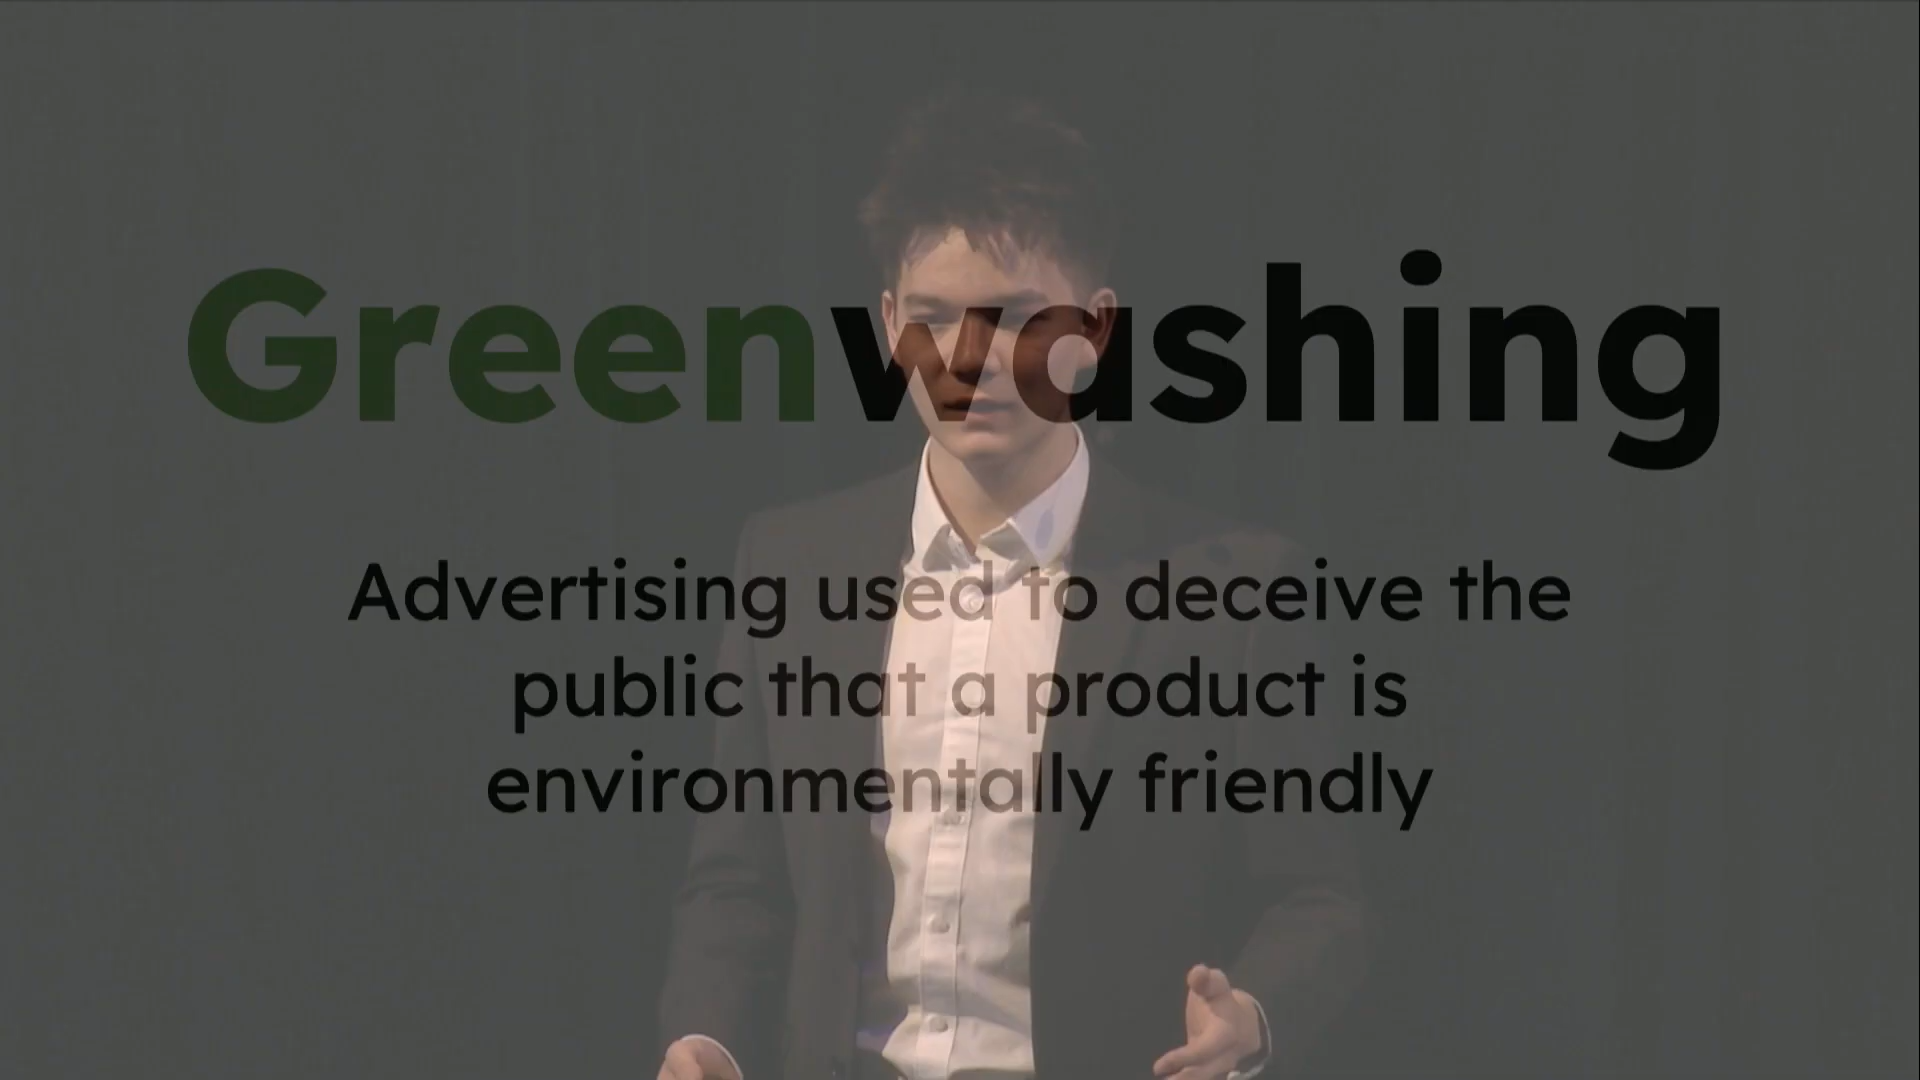 Greenwashing
Advertising used to deceive the
public that a product is
environmentally friendly